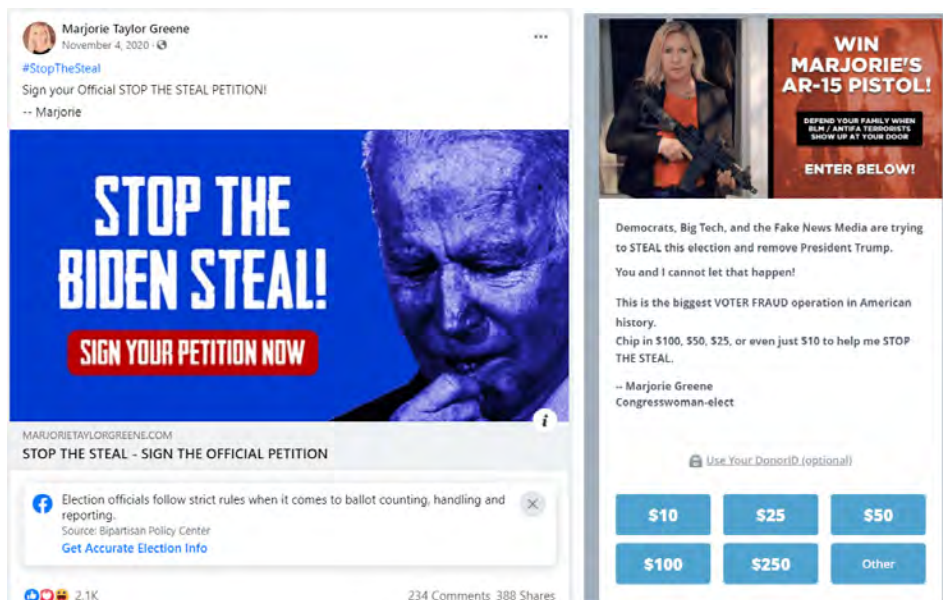 Marjorie Taylor Greene
November 4, 2020 ·
#StopTheSteal
Sign your Official STOP THE STEAL PETITION!
-- Marjorie
STOP THE
BIDEN STEAL!
SIGN YOUR PETITION NOW
i
MARJORIETAYLORGREENE.COM
STOP THE STEAL - SIGN THE OFFICIAL PETITION
Election officials follow strict rules when it comes to ballot counting, handling and
reporting.
Source: Bipartisan Policy Center
Get Accurate Election Info
2.1K
234 Comments 388 Shares
WIN
MARJORIE'S
AR-15 PISTOL!
DEFEND YOUR FAMILY WHEN
BLM / ANTIFA TERRORISTS
SHOW UP AT YOUR DOOR
ENTER BELOW!
Democrats, Big Tech, and the Fake News Media are trying
to STEAL this election and remove President Trump.
You and I cannot let that happen!
This is the biggest VOTER FRAUD operation in American
history.
Chip in $100, $50, $25, or even just $10 to help me STOP
THE STEAL.
-- Marjorie Greene
Congresswoman-elect
Use Your DonorID (optional)
$10
$25
$50
$100
$250
Other